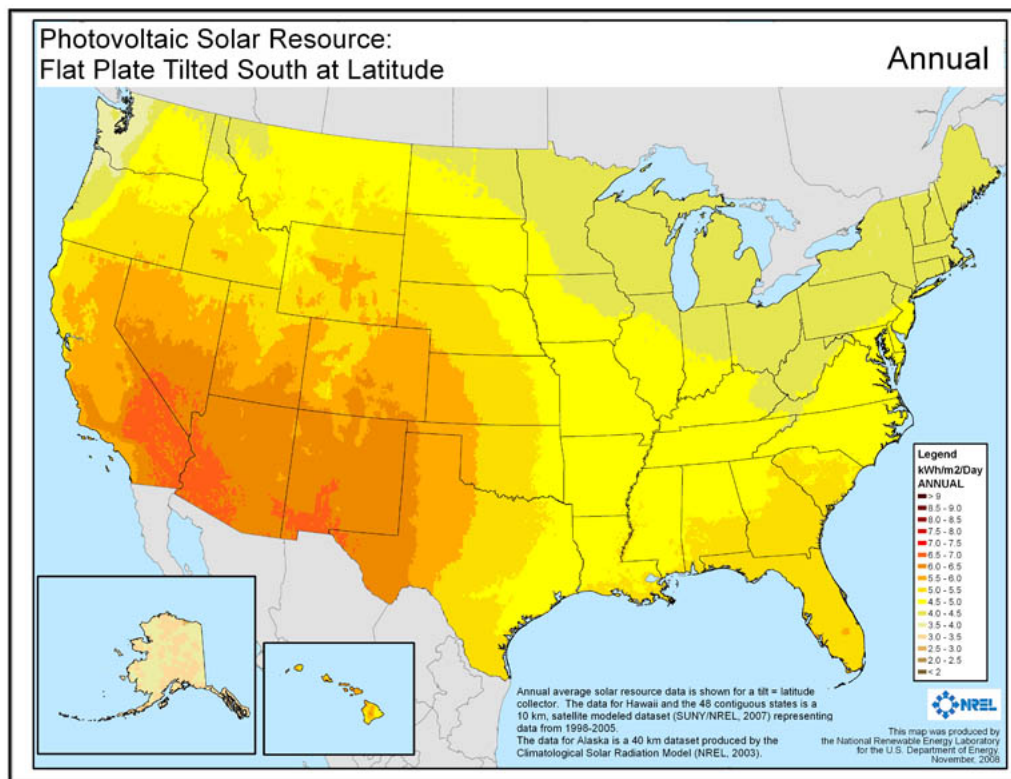 Photovoltaic Solar Resource:
Flat Plate Tilted South at Latitude
Annual
Legend
kWh/m2/Day
ANNUAL
> 9
8.5 - 9.0
8.0 - 8.5
7.5 - 8.0
7.0 - 7.5
6.5 - 7.0
6.0 - 6.5
5.5 - 6.0
5.0 - 5.5
4.5 - 5.0
4.0 - 4.5
3.5 - 4.0
3.0 - 3.5
2.5 - 3.0
2.0 - 2.5
< 2
Annual average solar resource data is shown for a tilt = latitude
collector. The data for Hawaii and the 48 contiguous states is a
10 km, satellite modeled dataset (SUNY/NREL, 2007) representing
data from 1998-2005.
The data for Alaska is a 40 km dataset produced by the
Climatological Solar Radiation Model (NREL, 2003).
NREL
This map was produced by
the National Renewable Energy Laboratory
for the U.S. Department of Energy.
November, 2008